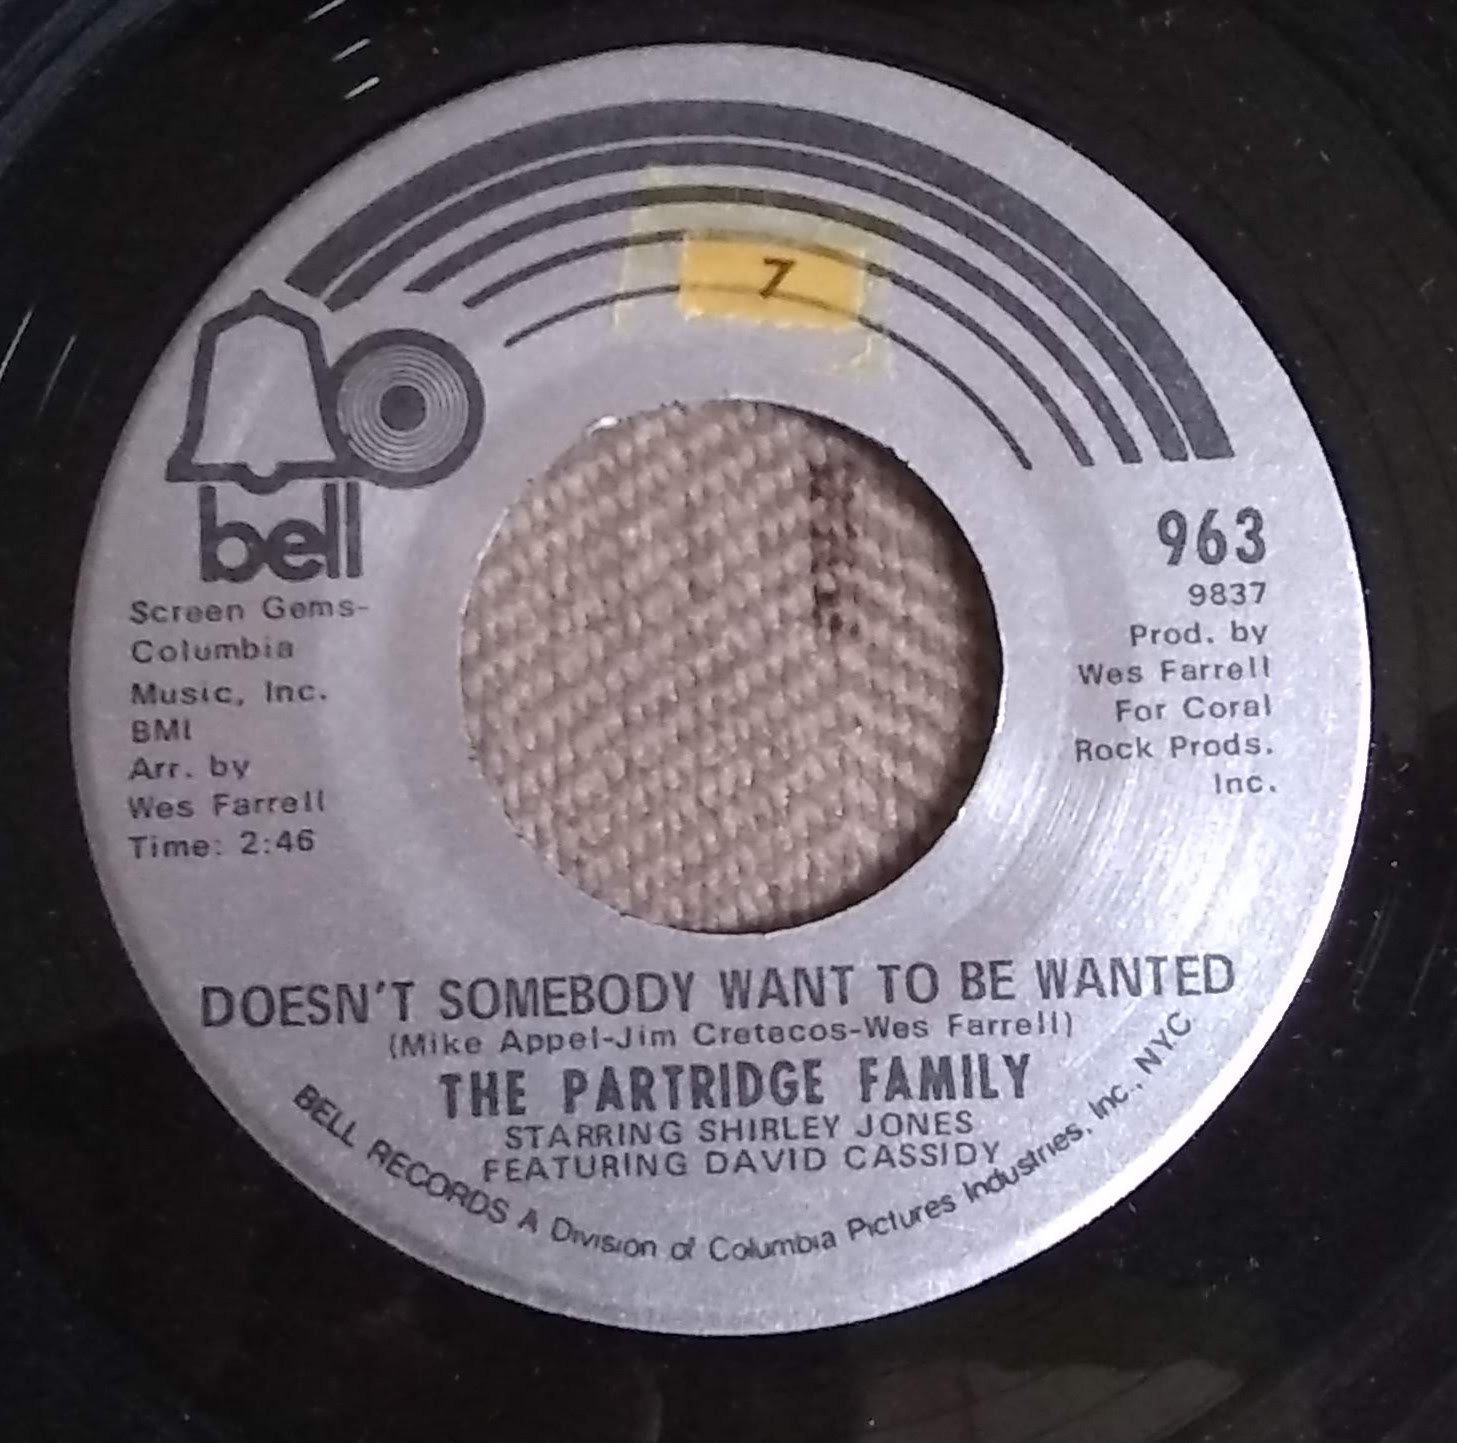 7
bell
Screen Gems-
Columbia
Music, Inc.
BMI
Arr. by
Wes Farrell
Time: 2:46
963
9837
Prod. by
Wes Farrell
For Coral
Rock Prods.
Inc.
DOESN'T SOMEBODY WANT TO BE WANTED
(Mike Appel-Jim Cretecos-Wes Farrell)
THE PARTRIDGE FAMILY
STARRING SHIRLEY JONES
FEATURING DAVID CASSIDY
BELL RECORDS A Division of Columbia Pictures Industries, Inc., N.Y.C.